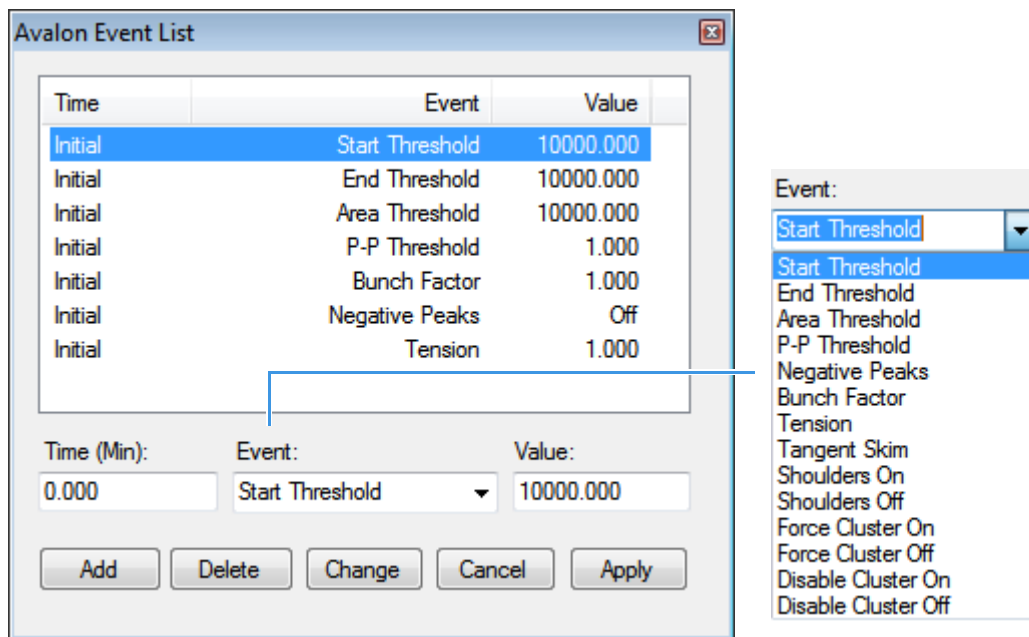 Avalon Event List
Time Event Value
Initial Start Threshold 10000.000
Initial End Threshold 10000.000
Initial Area Threshold 10000.000
Initial P-P Threshold 1.000
Initial Bunch Factor 1.000
Initial Negative Peaks Off
Initial Tension 1.000
Time (Min): Event: Value:
0.000 Start Threshold 10000.000
Add Delete Change Cancel Apply
Event:
Start Threshold
Start Threshold
End Threshold
Area Threshold
P-P Threshold
Negative Peaks
Bunch Factor
Tension
Tangent Skim
Shoulders On
Shoulders Off
Force Cluster On
Force Cluster Off
Disable Cluster On
Disable Cluster Off